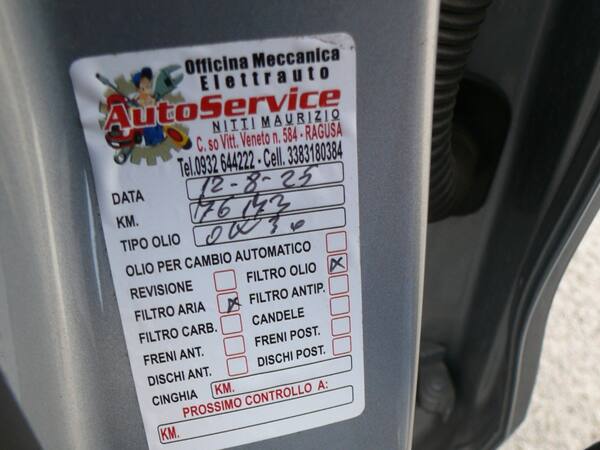 Officina Meccanica
Elettrauto
AutoService
NITTI MAURIZIO
C. so Vitt. Veneto n. 584 - RAGUSA
Tel.0932 644222 - Cell. 3383180384
DATA 12-8-25
KM. 176143
TIPO OLIO 0W30
OLIO PER CAMBIO AUTOMATICO
REVISIONE FILTRO OLIO X
FILTRO ARIA X FILTRO ANTIP.
FILTRO CARB. CANDELE
FRENI ANT. FRENI POST.
DISCHI ANT. DISCHI POST.
CINGHIA KM.
PROSSIMO CONTROLLO A:
KM.